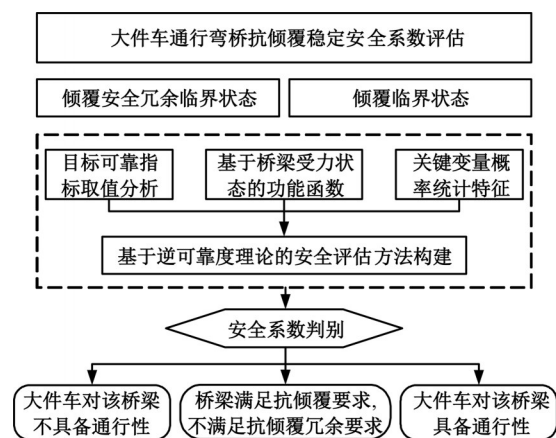 大件车通行弯桥抗倾覆稳定安全系数评估
倾覆安全冗余临界状态
倾覆临界状态
目标可靠指
标取值分析
基于桥梁受力状
态的功能函数
关键变量概
率统计特征
基于逆可靠度理论的安全评估方法构建
安全系数判别
大件车对该桥梁
不具备通行性
桥梁满足抗倾覆要求,
不满足抗倾覆冗余要求
大件车对该桥梁
具备通行性